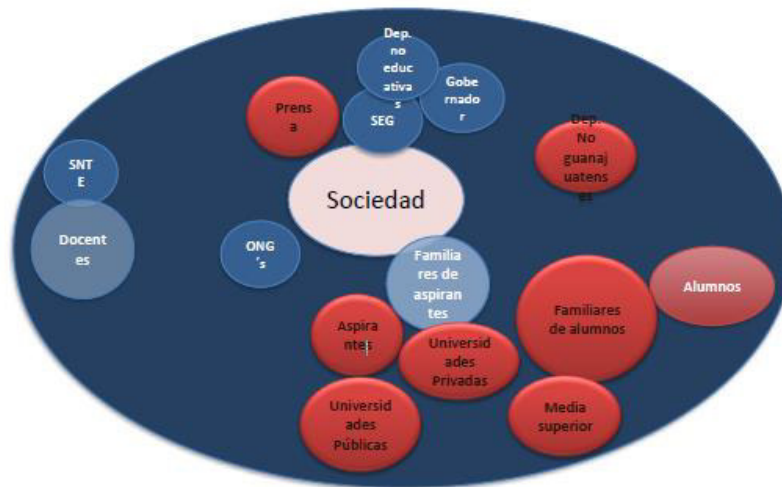 Dep.
no
educ
ativa
s
Gobe
rnado
r
Prens
a
SEG
Dep.
No
guanaj
uatens
es
SNT
E
Sociedad
Docent
es
ONG
´s
Familia
res de
aspiran
tes
Alumnos
Familiares
de alumnos
Aspira
ntes
Universid
ades
Privadas
Universid
ades
Públicas
Media
superior